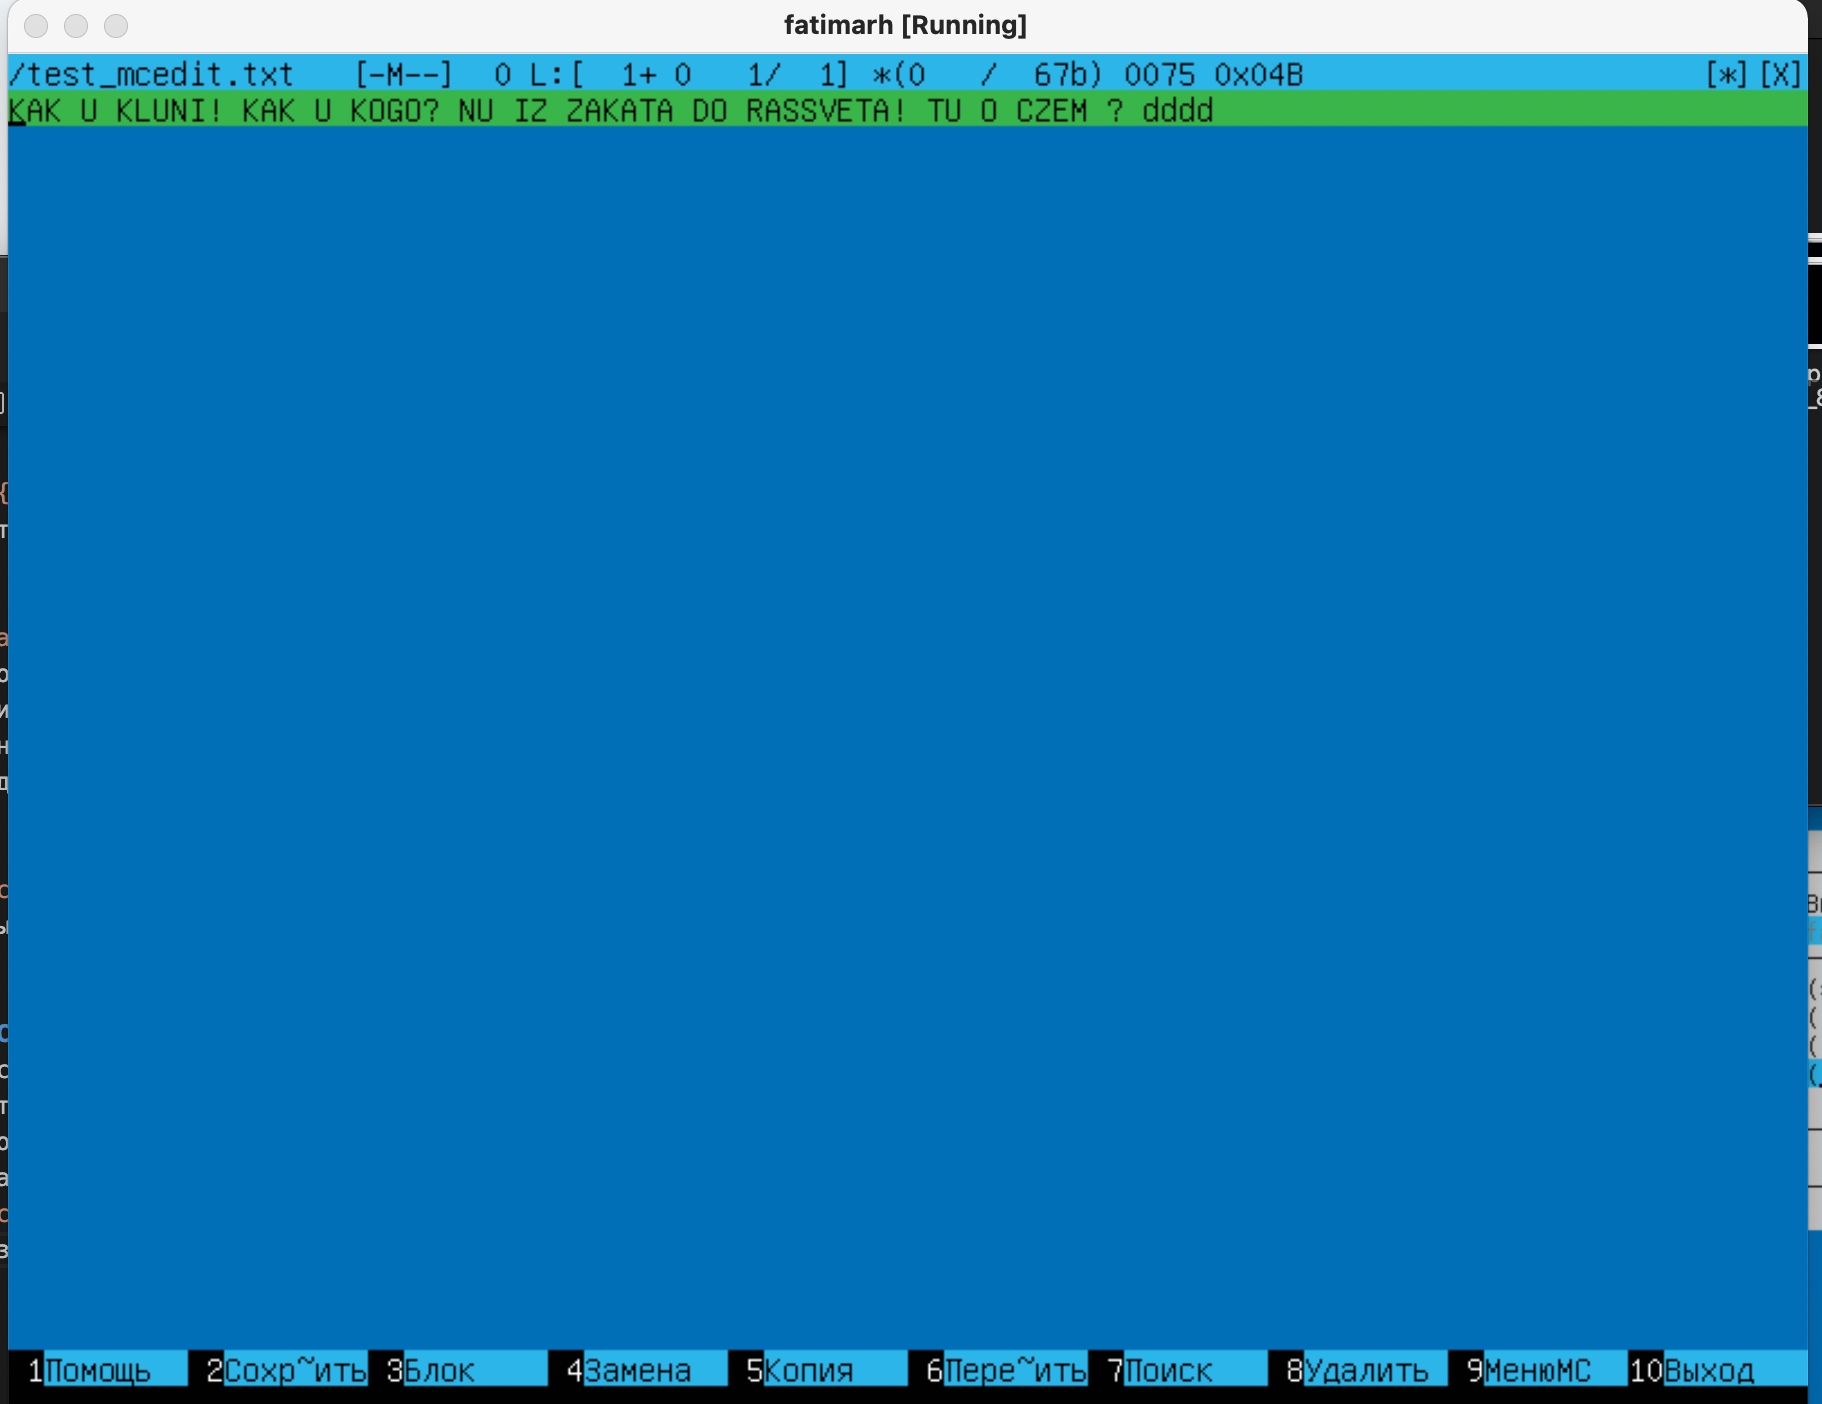 fatimarh [Running]
/test_mcedit.txt [-M--] 0 L:[ 1+ 0 1/ 1] *(0 / 67b) 0075 0x04B [*][X]
KAK U KLUNI! KAK U KOGO? NU IZ ZAKATA DO RASSVETA! TU O CZEM ? dddd
1Помощь 2Сохр~ить 3Блок 4Замена 5Копия 6Пере~ить 7Поиск 8Удалить 9МенюМС 10Выход